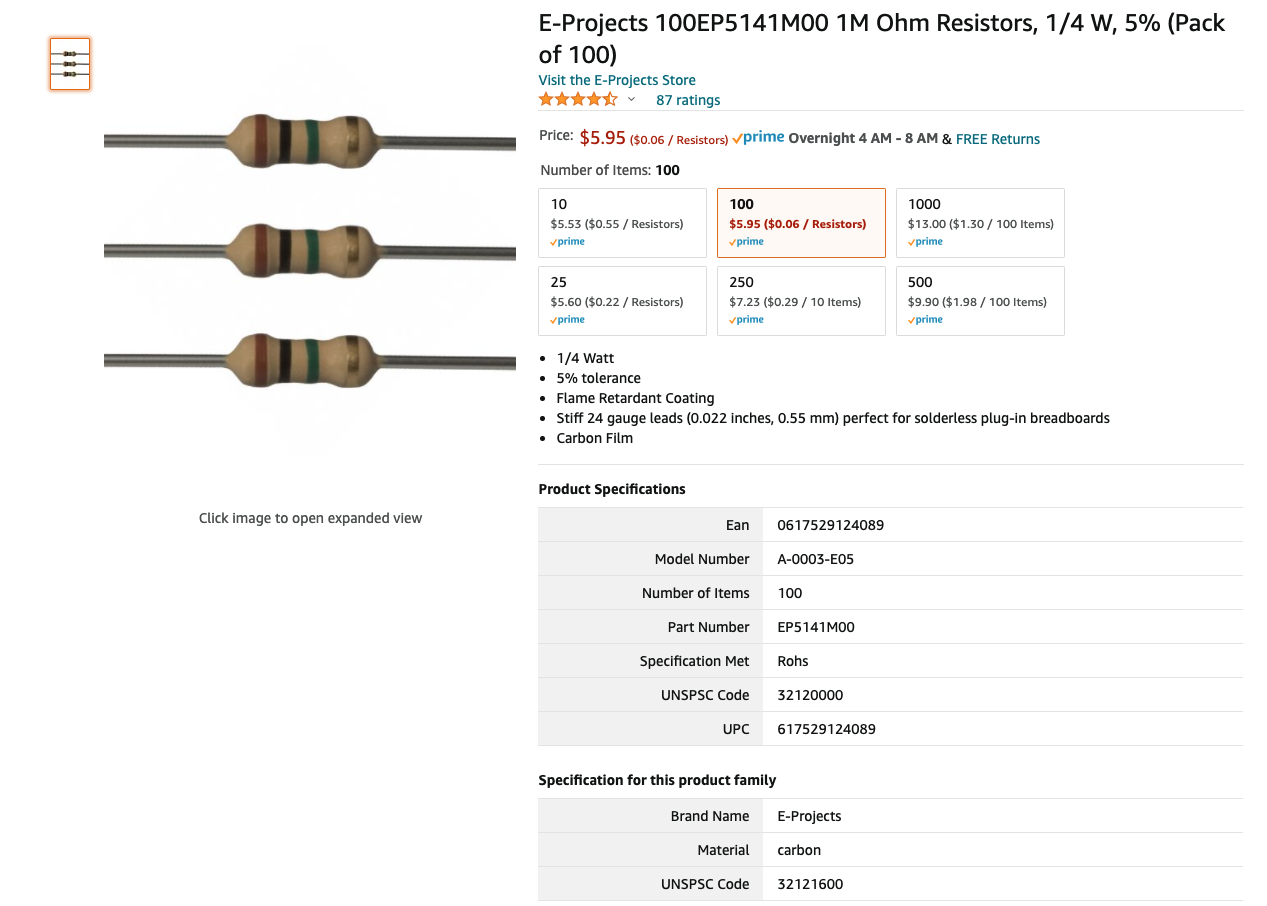 E-Projects 100EP5141M00 1M Ohm Resistors, 1/4 W, 5% (Pack
of 100)
Visit the E-Projects Store
87 ratings
Price: $5.95 ($0.06 / Resistors) prime Overnight 4 AM - 8 AM & FREE Returns
Number of Items: 100
10
$5.53 ($0.55 / Resistors)
prime
100
$5.95 ($0.06 / Resistors)
prime
1000
$13.00 ($1.30 / 100 Items)
prime
25
$5.60 ($0.22 / Resistors)
prime
250
$7.23 ($0.29 / 10 Items)
prime
500
$9.90 ($1.98 / 100 Items)
prime
• 1/4 Watt
• 5% tolerance
• Flame Retardant Coating
• Stiff 24 gauge leads (0.022 inches, 0.55 mm) perfect for solderless plug-in breadboards
• Carbon Film
Click image to open expanded view
Product Specifications
Ean 0617529124089
Model Number A-0003-E05
Number of Items 100
Part Number EP5141M00
Specification Met Rohs
UNSPSC Code 32120000
UPC 617529124089
Specification for this product family
Brand Name E-Projects
Material carbon
UNSPSC Code 32121600